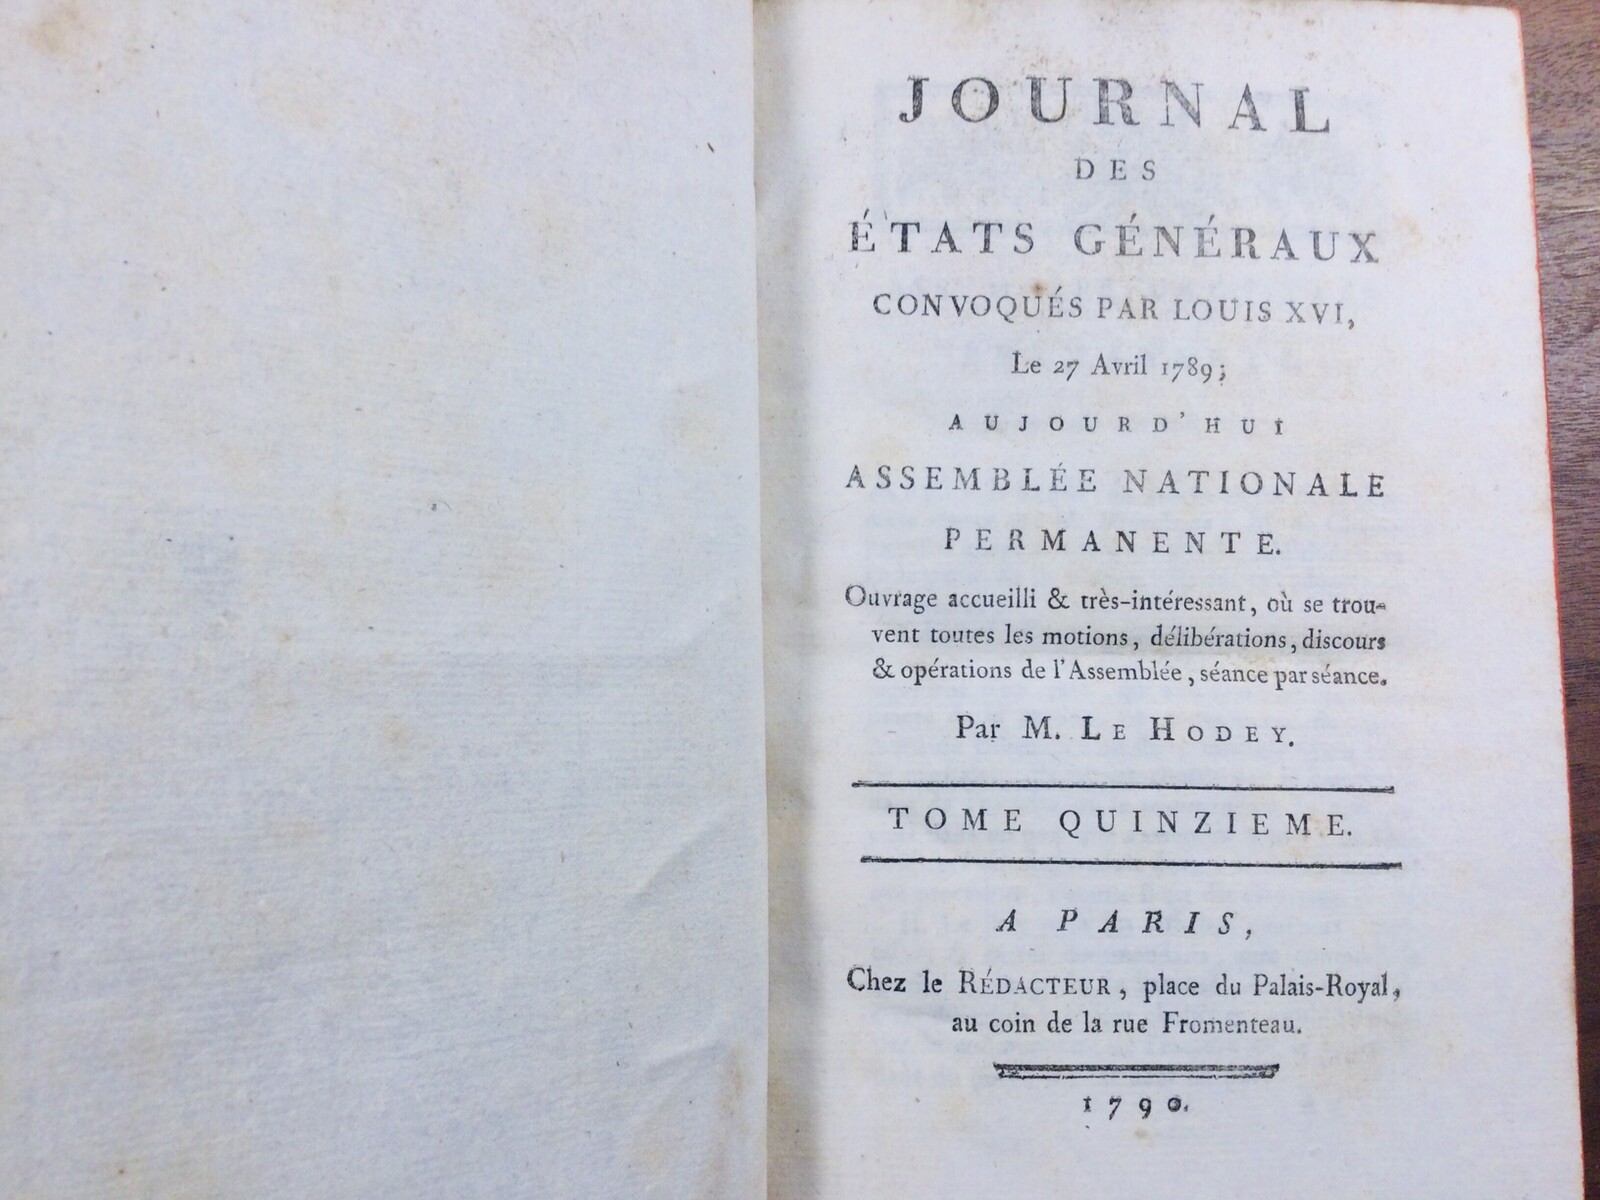 JOURNAL
DES
ÉTATS GÉNÉRAUX
CONVOQUÉS PAR LOUIS XVI,
Le 27 Avril 1789;
AUJOURD'HUI
ASSEMBLÉE NATIONALE
PERMANENTE.
Ouvrage accueilli & très-intéressant, où se trou-
vent toutes les motions, délibérations, discours
& opérations de l'Assemblée, séance par séance.
Par M. LE HODEY.
TOME QUINZIEME.
A PARIS,
Chez le RÉDACTEUR, place du Palais-Royal,
au coin de la rue Fromenteau.
1790.